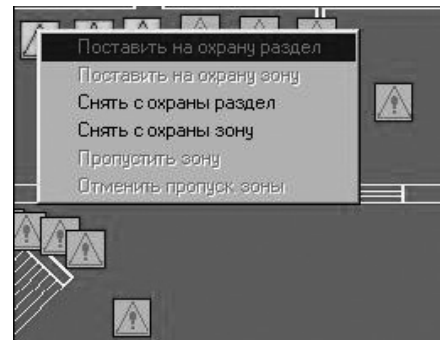 Поставить на охрану раздел
Поставить на охрану зону
Снять с охраны раздел
Снять с охраны зону
Пропустить зону
Отменить пропуск зоны